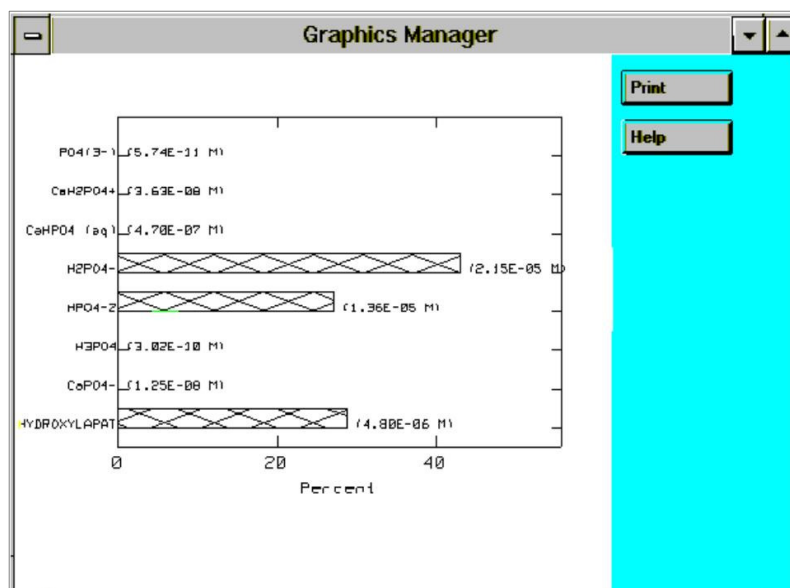 Graphics Manager
Print
Help
PO4(3-) (5.74E-11 M)
CaH2PO4+ (3.63E-08 M)
CaHPO4 (aq) (4.70E-07 M)
H2PO4- (2.15E-05 M)
HPO4-2 (1.36E-05 M)
H3PO4 (3.02E-10 M)
CaPO4- (1.25E-08 M)
HYDROXYLAPAT (4.80E-06 M)
0 20 40
Percent